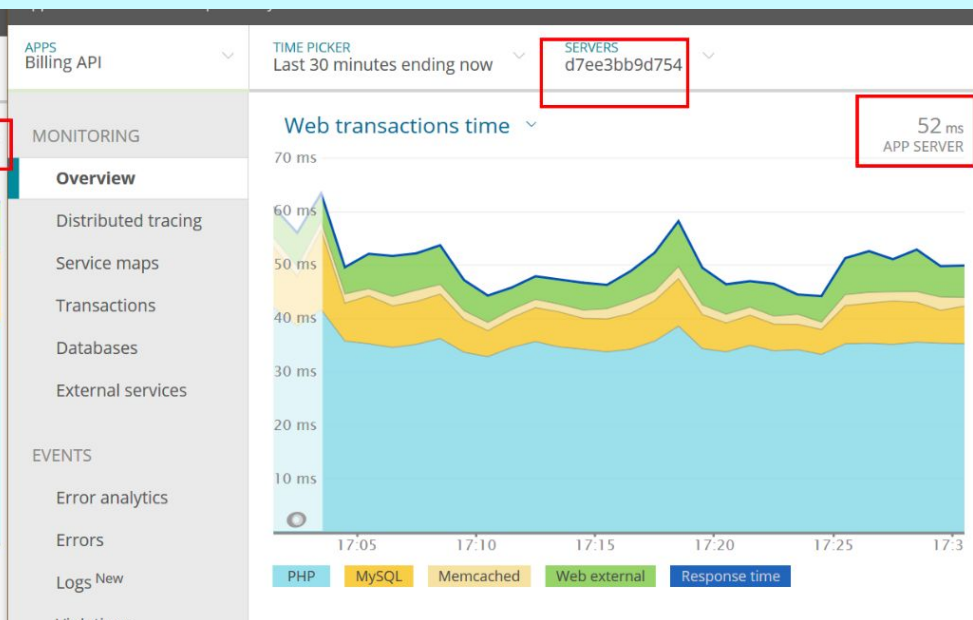 APPS
Billing API
TIME PICKER
Last 30 minutes ending now
SERVERS
d7ee3bb9d754
MONITORING
Overview
Distributed tracing
Service maps
Transactions
Databases
External services
EVENTS
Error analytics
Errors
Logs New
Web transactions time
52 ms
APP SERVER
70 ms
60 ms
50 ms
40 ms
30 ms
20 ms
10 ms
17:05
17:10
17:15
17:20
17:25
17:3
PHP
MySQL
Memcached
Web external
Response time